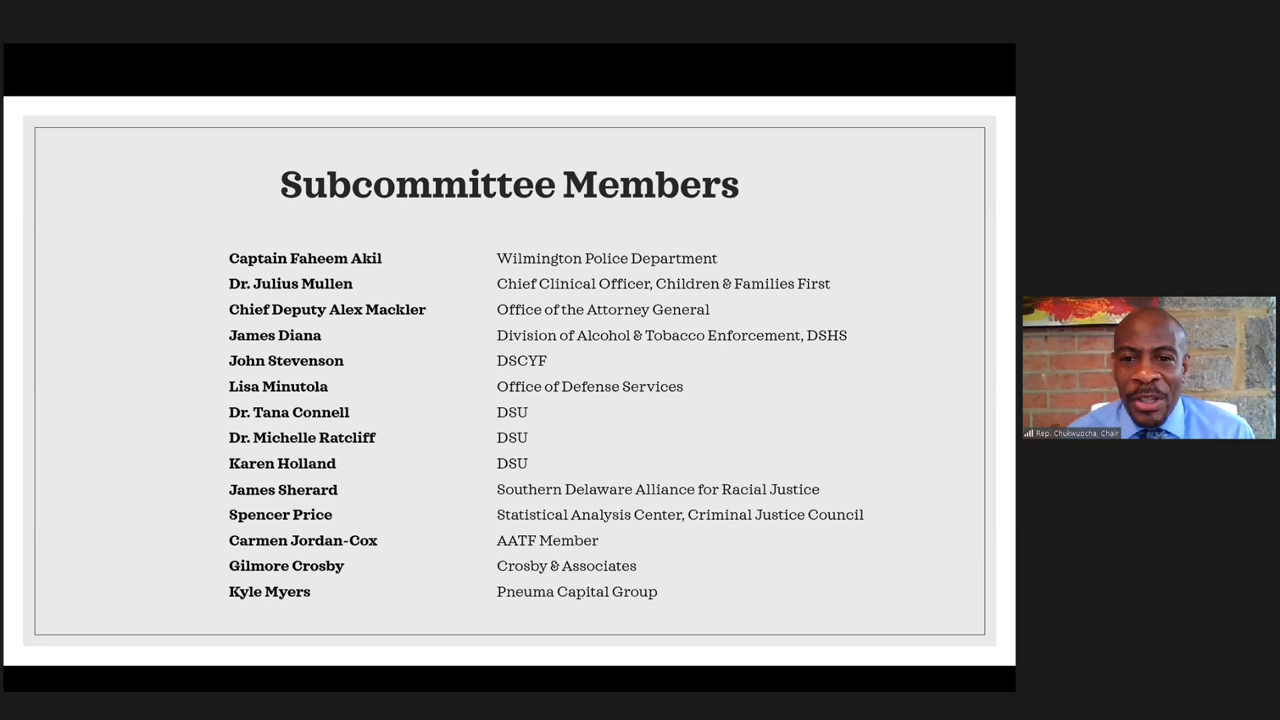 Subcommittee Members
Captain Faheem Akil Wilmington Police Department
Dr. Julius Mullen Chief Clinical Officer, Children & Families First
Chief Deputy Alex Mackler Office of the Attorney General
James Diana Division of Alcohol & Tobacco Enforcement, DSHS
John Stevenson DSCYF
Lisa Minutola Office of Defense Services
Dr. Tana Connell DSU
Dr. Michelle Ratcliff DSU
Karen Holland DSU
James Sherard Southern Delaware Alliance for Racial Justice
Spencer Price Statistical Analysis Center, Criminal Justice Council
Carmen Jordan-Cox AATF Member
Gilmore Crosby Crosby & Associates
Kyle Myers Pneuma Capital Group
Rep. Chukwuocha, Chair